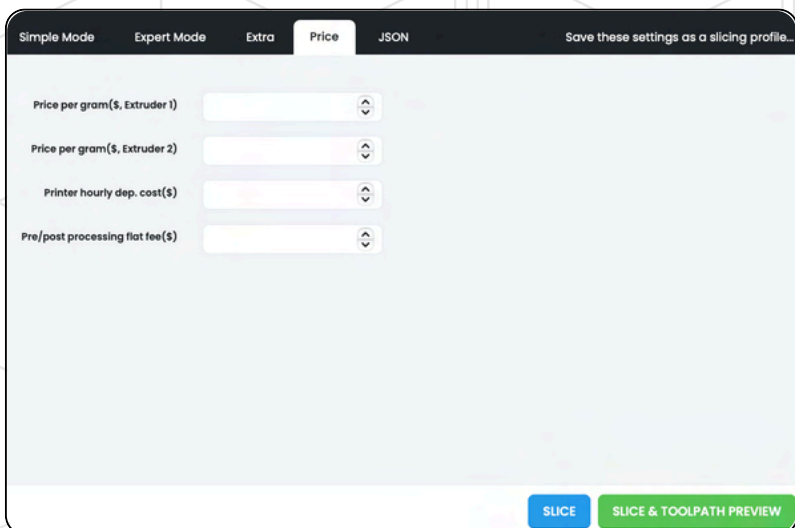 Simple Mode Expert Mode Extra Price JSON Save these settings as a slicing profile...
Price per gram($, Extruder 1)
Price per gram($, Extruder 2)
Printer hourly dep. cost($)
Pre/post processing flat fee($)
SLICE SLICE & TOOLPATH PREVIEW